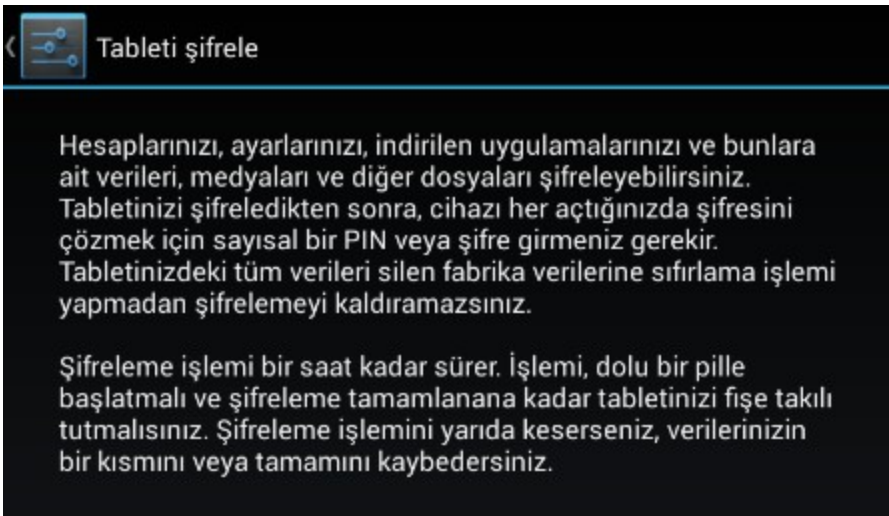 Tableti şifrele
Hesaplarınızı, ayarlarınızı, indirilen uygulamalarınızı ve bunlara
ait verileri, medyaları ve diğer dosyaları şifreleyebilirsiniz.
Tabletinizi şifreledikten sonra, cihazı her açtığınızda şifresini
çözmek için sayısal bir PIN veya şifre girmeniz gerekir.
Tabletinizdeki tüm verileri silen fabrika verilerine sıfırlama işlemi
yapmadan şifrelemeyi kaldıramazsınız.
Şifreleme işlemi bir saat kadar sürer. İşlemi, dolu bir pille
başlatmalı ve şifreleme tamamlanana kadar tabletinizi fişe takılı
tutmalısınız. Şifreleme işlemini yarıda keserseniz, verilerinizin
bir kısmını veya tamamını kaybedersiniz.